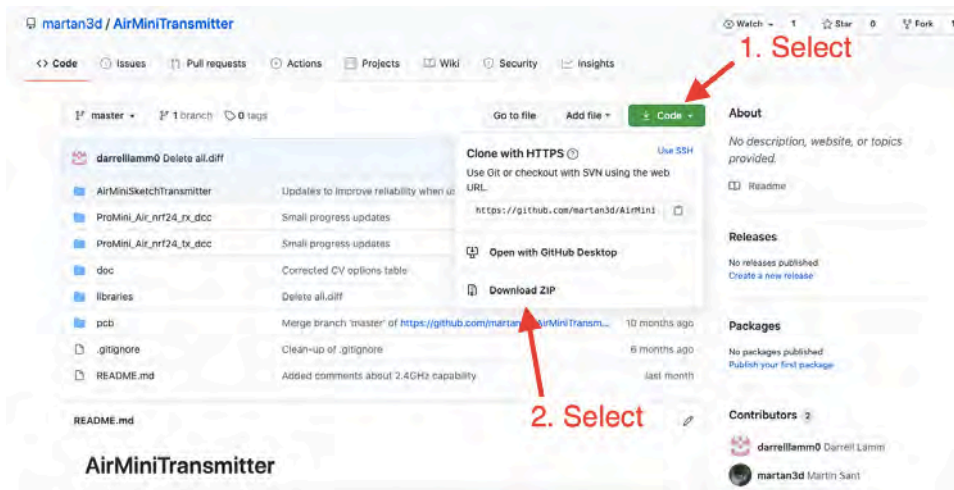 martan3d / AirMiniTransmitter
Watch 1 Star 0 Fork 1
1. Select
Code Issues Pull requests Actions Projects Wiki Security Insights
master 1 branch 0 tags Go to file Add file Code
About
No description, website, or topics
provided.
Readme
darrelllamm0 Delete all.diff
Clone with HTTPS Use SSH
Use Git or checkout with SVN using the web
URL.
https://github.com/martan3d/AirMini
Open with GitHub Desktop
Download ZIP
AirMiniSketchTransmitter Updates to improve reliability when us
ProMini_Air_nrf24_rx_dcc Small progress updates
ProMini_Air_nrf24_tx_dcc Small progress updates
doc Corrected CV options table
libraries Delete all.diff
pcb Merge branch 'master' of https://github.com/martan AirMiniTransm... 10 months ago
.gitignore Clean-up of .gitignore 6 months ago
README.md Added comments about 2.4GHz capability last month
Releases
No releases published
Create a new release
Packages
No packages published
Publish your first package
2. Select
README.md
AirMiniTransmitter
Contributors 2
darrelllamm0 Darrell Lamm
martan3d Martin Sant